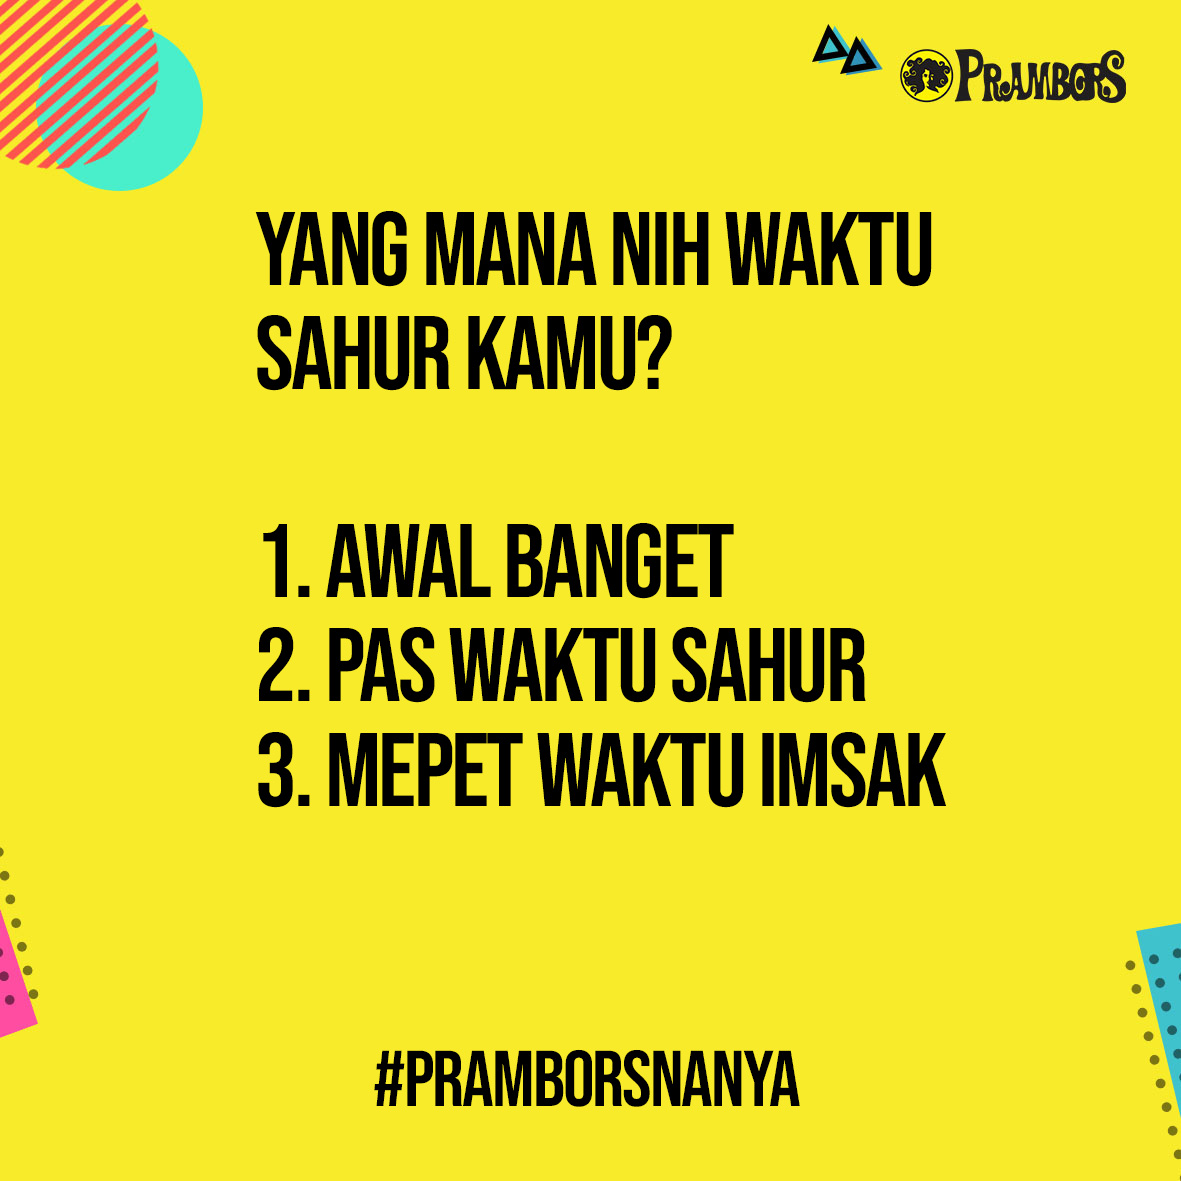 PRAMBORS
YANG MANA NIH WAKTU
SAHUR KAMU?
1. AWAL BANGET
2. PAS WAKTU SAHUR
3. MEPET WAKTU IMSAK
#PRAMBORSNANYA